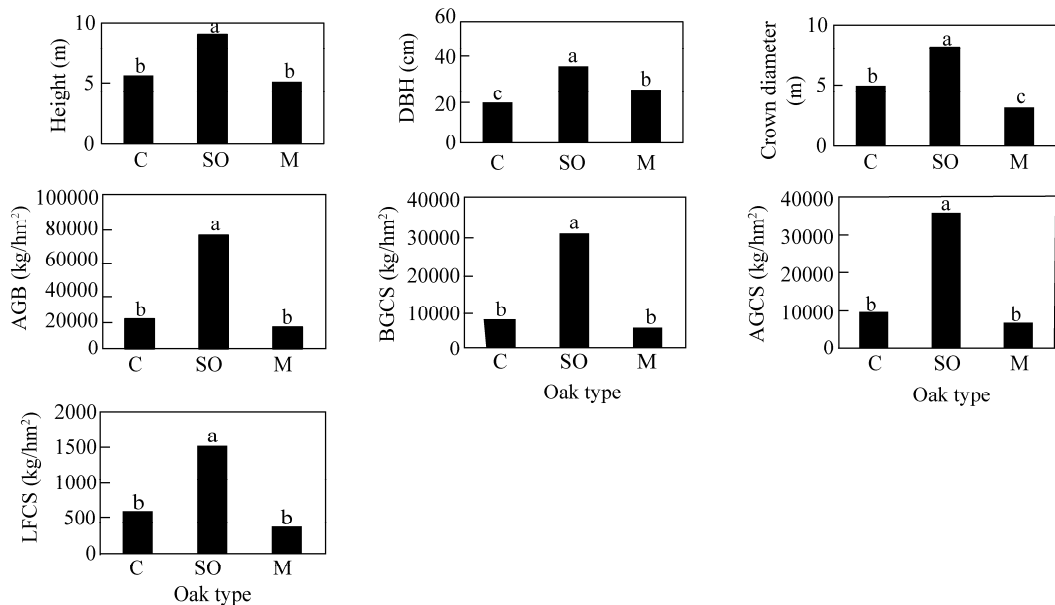 Height (m)
10
5
0
b
a
b
C SO M
DBH (cm)
60
40
20
0
c
a
b
C SO M
Crown diameter
(m)
10
5
0
b
a
c
C SO M
AGB (kg/hm²)
100000
80000
60000
40000
20000
0
b
a
b
C SO M
BGCS (kg/hm²)
40000
30000
20000
10000
0
b
a
b
C SO M
Oak type
AGCS (kg/hm²)
40000
30000
20000
10000
0
b
a
b
C SO M
Oak type
LFCS (kg/hm²)
2000
1500
1000
500
0
b
a
b
C SO M
Oak type